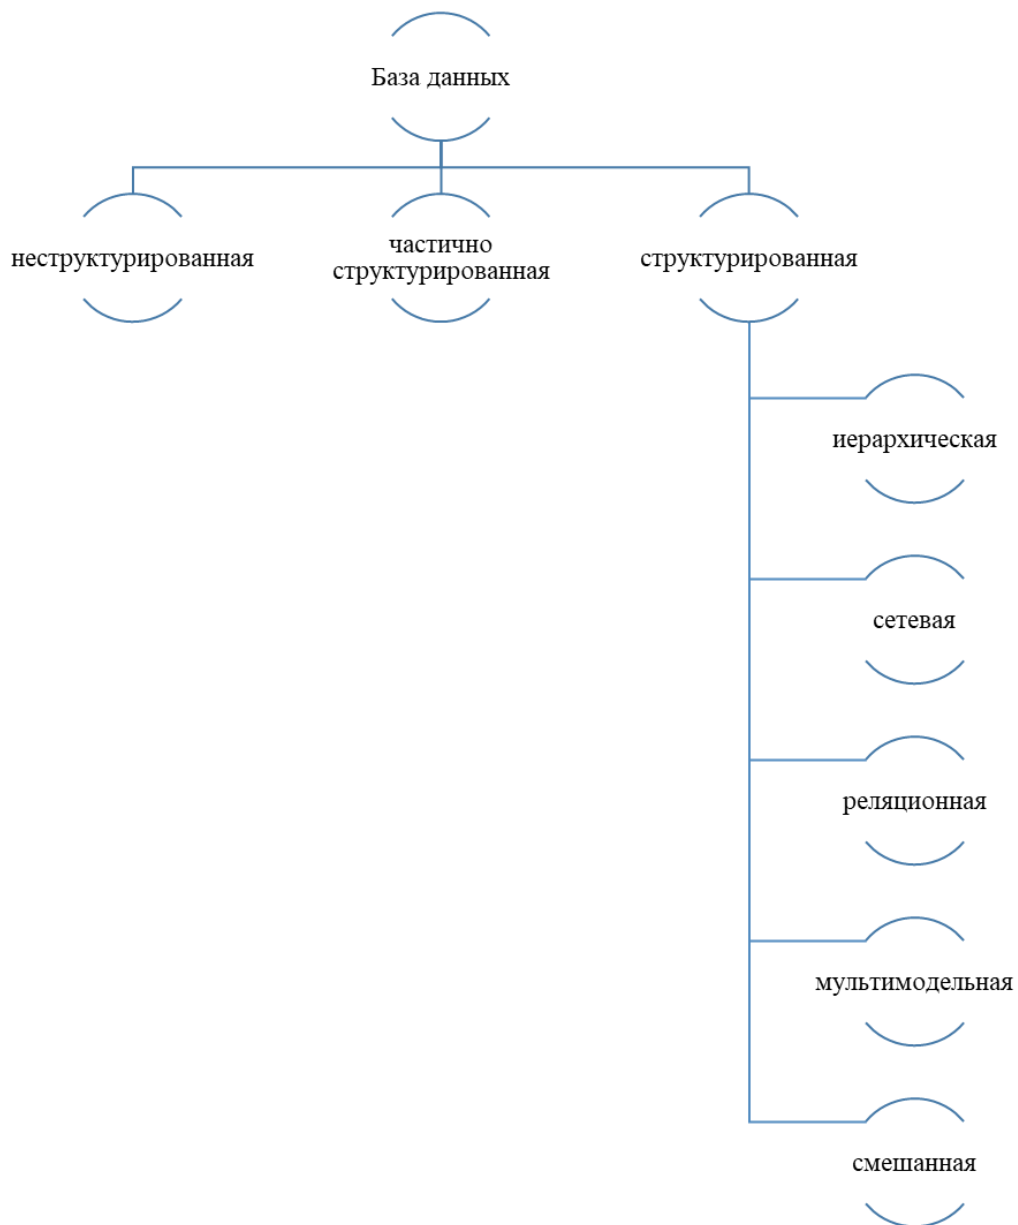 База данных
неструктурированная
частично
структурированная
структурированная
иерархическая
сетевая
реляционная
мультимодельная
смешанная